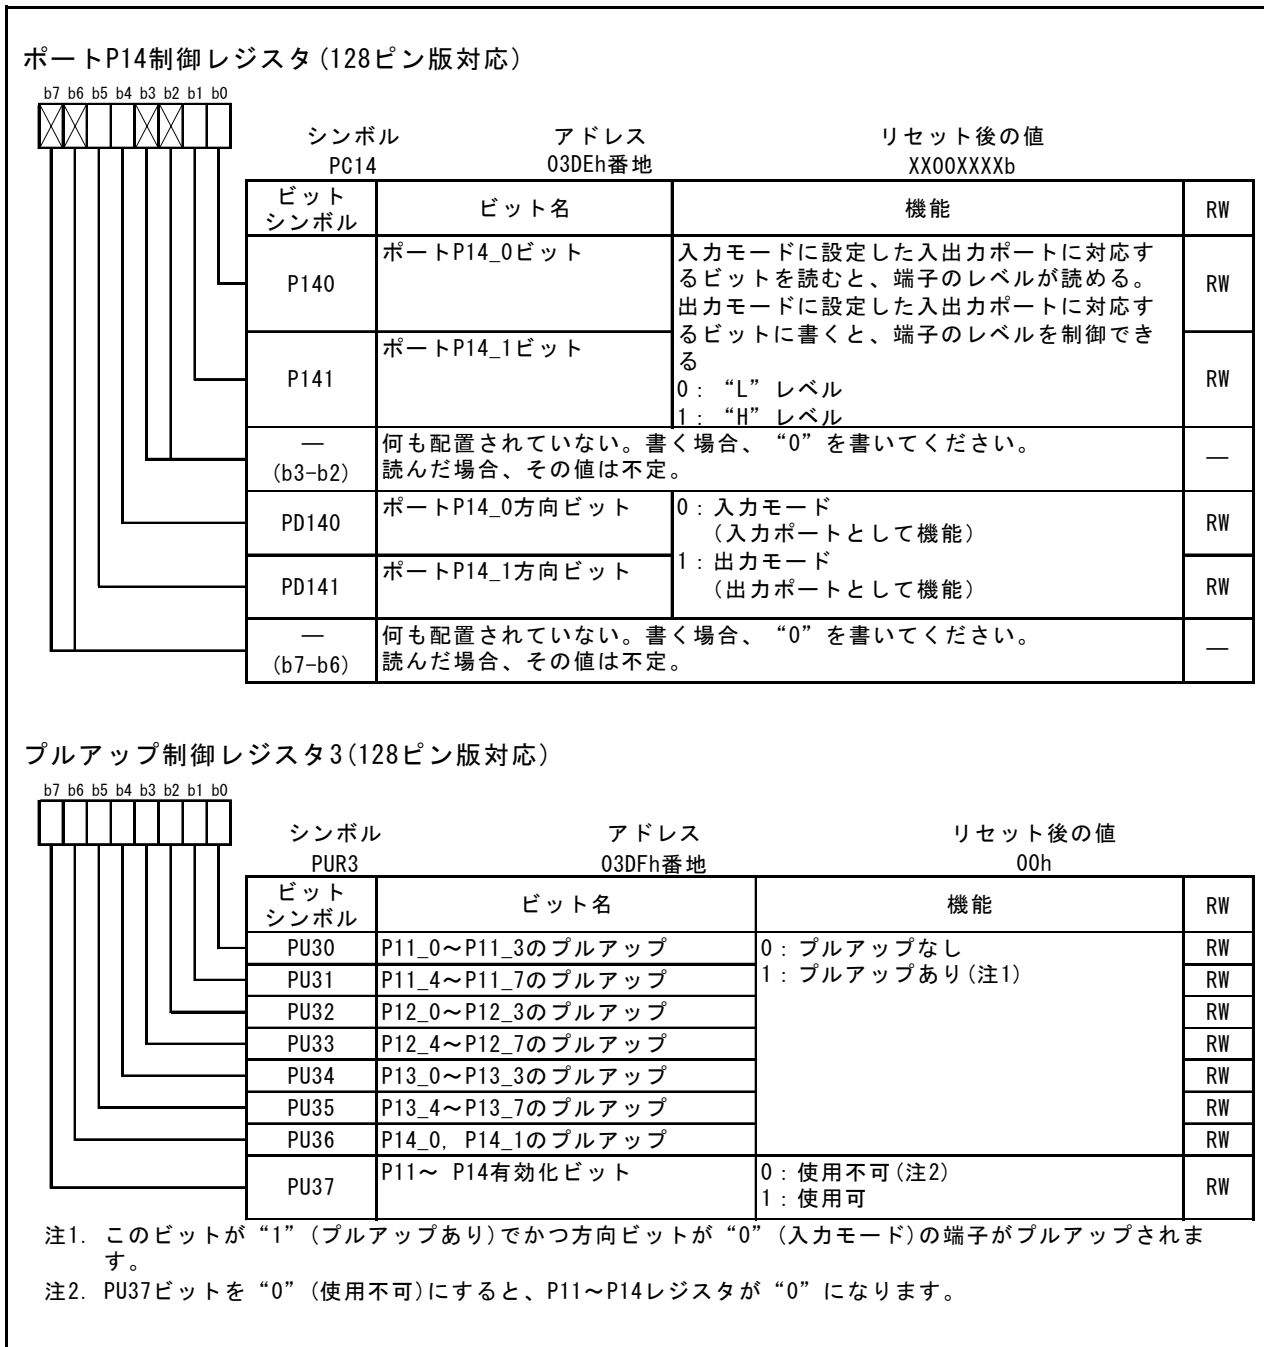 ポートP14制御レジスタ(128ピン版対応)
b7 b6 b5 b4 b3 b2 b1 b0
シンボル アドレス リセット後の値
PC14 03DEh番地 XX00XXXXb
ビット
シンボル
ビット名 機能 RW
P140
ポートP14_0ビット
RW
P141
ポートP14_1ビット
RW
入力モードに設定した入出力ポートに対応す
るビットを読むと、端子のレベルが読める。
出力モードに設定した入出力ポートに対応す
るビットに書くと、端子のレベルを制御でき
る
0: “L”レベル
1: “H”レベル
—
(b3-b2)
何も配置されていない。書く場合、“0”を書いてください。
読んだ場合、その値は不定。
—
PD140
ポートP14_0方向ビット
RW
PD141
ポートP14_1方向ビット
RW
0:入力モード
(入力ポートとして機能)
1:出力モード
(出力ポートとして機能)
—
(b7-b6)
何も配置されていない。書く場合、“0”を書いてください。
読んだ場合、その値は不定。
—
プルアップ制御レジスタ3(128ピン版対応)
b7 b6 b5 b4 b3 b2 b1 b0
シンボル アドレス リセット後の値
PUR3 03DFh番地 00h
ビット
シンボル
ビット名 機能 RW
PU30 P11_0～P11_3のプルアップ 0:プルアップなし RW
PU31 P11_4～P11_7のプルアップ 1:プルアップあり(注1) RW
PU32 P12_0～P12_3のプルアップ RW
PU33 P12_4～P12_7のプルアップ RW
PU34 P13_0～P13_3のプルアップ RW
PU35 P13_4～P13_7のプルアップ RW
PU36 P14_0, P14_1のプルアップ RW
PU37 P11～ P14有効化ビット 0:使用不可(注2) RW
1:使用可
注1. このビットが“1”(プルアップあり)でかつ方向ビットが“0”(入力モード)の端子がプルアップされま
す。
注2. PU37ビットを“0”(使用不可)にすると、P11～P14レジスタが“0”になります。